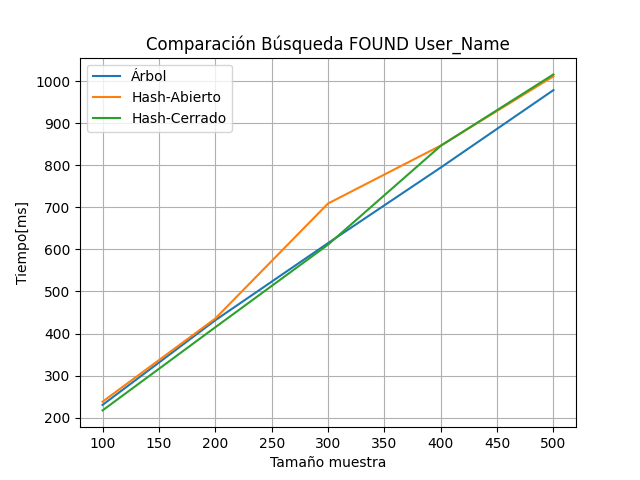 Comparación Búsqueda FOUND User_Name
Árbol
Hash-Abierto
Hash-Cerrado
1000
900
800
700
600
500
400
300
200
Tiempo[ms]
100 150 200 250 300 350 400 450 500
Tamaño muestra